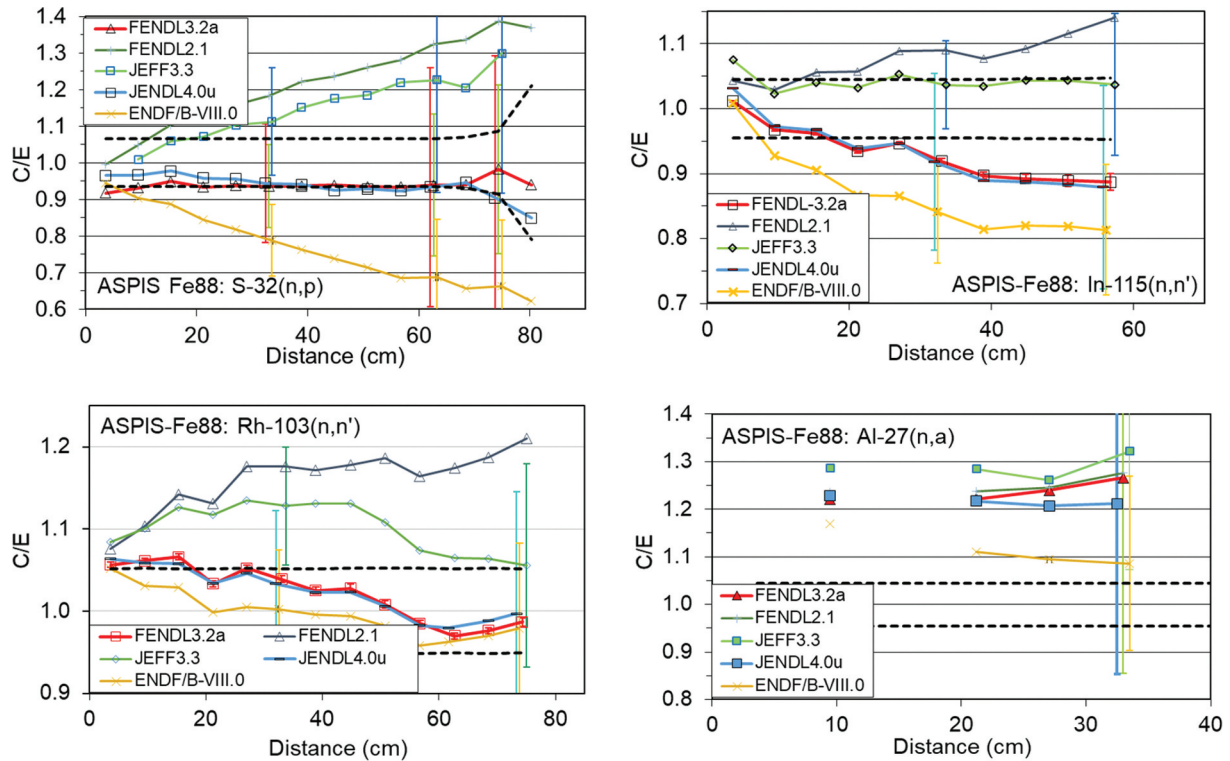 1.4
1.3
1.2
1.1
1.0
0.9
0.8
0.7
0.6
C/E
FENDL3.2a
FENDL2.1
JEFF3.3
JENDL4.0u
ENDF/B-VIII.0
ASPIS Fe88: S-32(n,p)
0 20 40 60 80
Distance (cm)
1.1
1.0
0.9
0.8
0.7
C/E
FENDL-3.2a
FENDL2.1
JEFF3.3
JENDL4.0u
ENDF/B-VIII.0
ASPIS-Fe88: In-115(n,n')
0 20 40 60
Distance (cm)
ASPIS-Fe88: Rh-103(n,n')
1.2
1.1
1.0
0.9
C/E
FENDL3.2a FENDL2.1
JEFF3.3 JENDL4.0u
ENDF/B-VIII.0
0 20 40 60 80
Distance (cm)
ASPIS-Fe88: Al-27(n,a)
1.4
1.3
1.2
1.1
1.0
0.9
0.8
C/E
FENDL3.2a
FENDL2.1
JEFF3.3
JENDL4.0u
ENDF/B-VIII.0
0 10 20 30 40
Distance (cm)